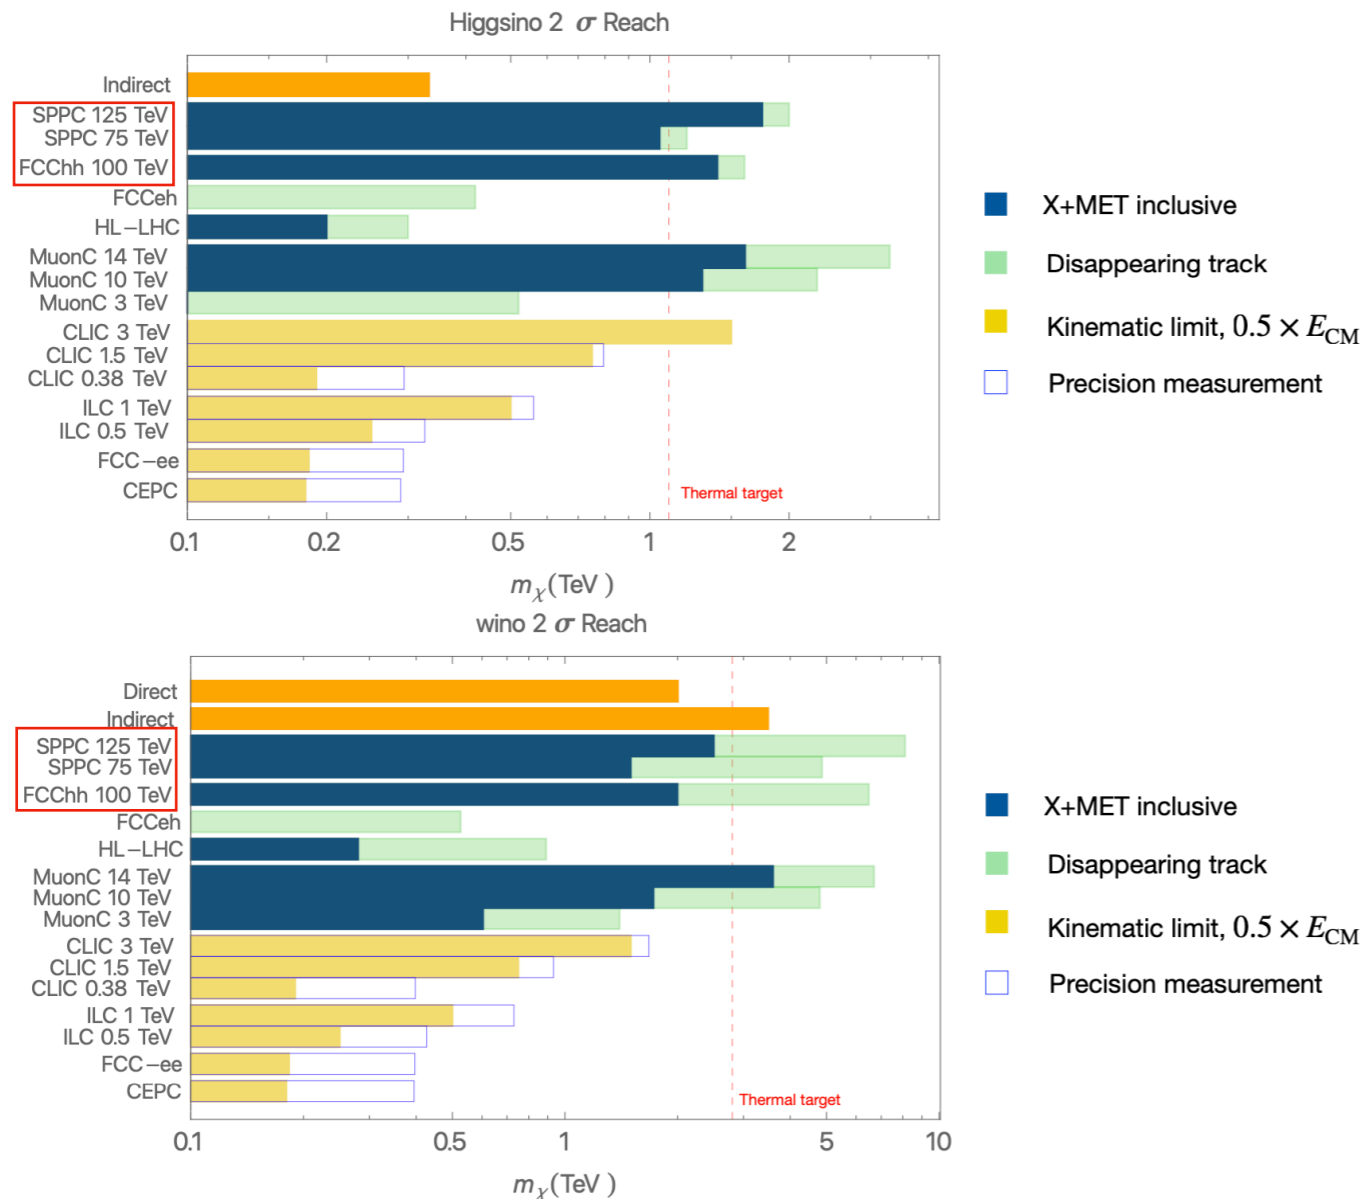 Higgsino 2 σ Reach
Indirect
SPPC 125 TeV
SPPC 75 TeV
FCChh 100 TeV
FCCeh
HL−LHC
MuonC 14 TeV
MuonC 10 TeV
MuonC 3 TeV
CLIC 3 TeV
CLIC 1.5 TeV
CLIC 0.38 TeV
ILC 1 TeV
ILC 0.5 TeV
FCC−ee
CEPC
Thermal target
0.1 0.2 0.5 1 2
mχ(TeV )
X+MET inclusive
Disappearing track
Kinematic limit, 0.5 × ECM
Precision measurement
wino 2 σ Reach
Direct
Indirect
SPPC 125 TeV
SPPC 75 TeV
FCChh 100 TeV
FCCeh
HL−LHC
MuonC 14 TeV
MuonC 10 TeV
MuonC 3 TeV
CLIC 3 TeV
CLIC 1.5 TeV
CLIC 0.38 TeV
ILC 1 TeV
ILC 0.5 TeV
FCC−ee
CEPC
Thermal target
0.1 0.5 1 5 10
mχ(TeV )
X+MET inclusive
Disappearing track
Kinematic limit, 0.5 × ECM
Precision measurement